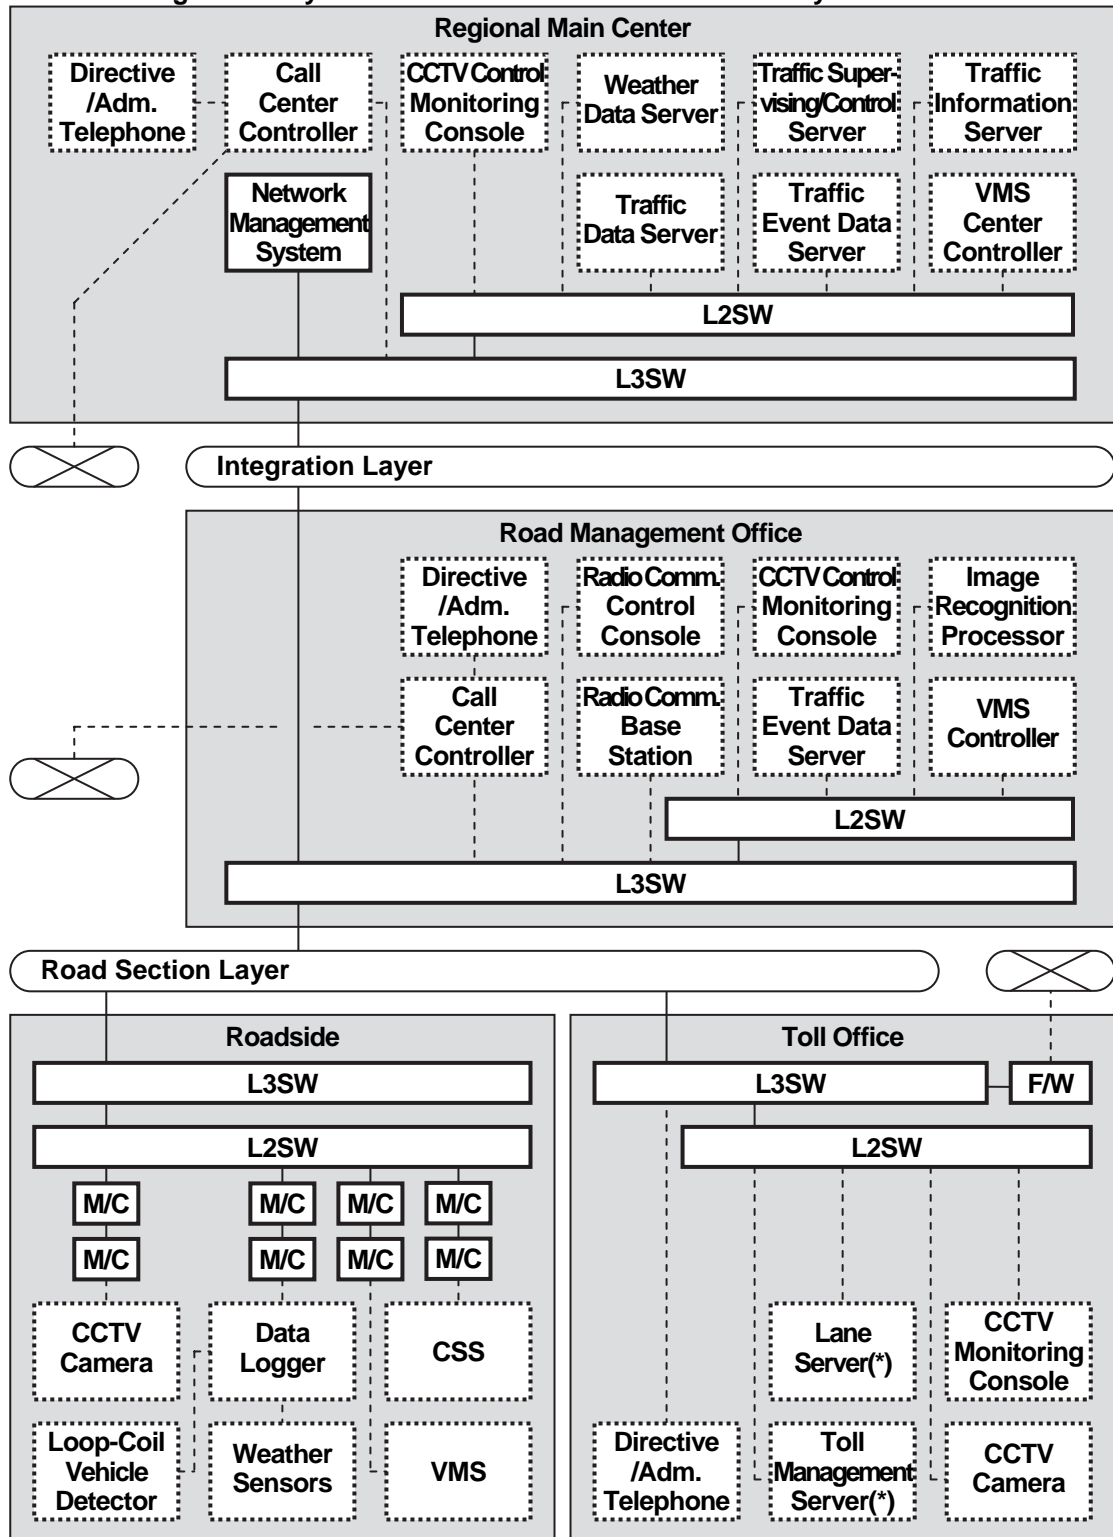 Regional Main Center
Directive
/Adm.
Telephone
Call
Center
Controller
CCTV Control
Monitoring
Console
Weather
Data Server
Traffic Super-
vising/Control
Server
Traffic
Information
Server
Network
Management
System
Traffic
Data Server
Traffic
Event Data
Server
VMS
Center
Controller
L2SW
L3SW
Integration Layer
Road Management Office
Directive
/Adm.
Telephone
Radio Comm.
Control
Console
CCTV Control
Monitoring
Console
Image
Recognition
Processor
Call
Center
Controller
Radio Comm.
Base
Station
Traffic
Event Data
Server
VMS
Controller
L2SW
L3SW
Road Section Layer
Roadside
L3SW
L2SW
M/C
M/C
M/C
M/C
M/C
M/C
M/C
M/C
CCTV
Camera
Data
Logger
CSS
Loop-Coil
Vehicle
Detector
Weather
Sensors
VMS
Toll Office
L3SW
F/W
L2SW
Lane
Server(*)
CCTV
Monitoring
Console
Directive
/Adm.
Telephone
Toll
Management
Server(*)
CCTV
Camera